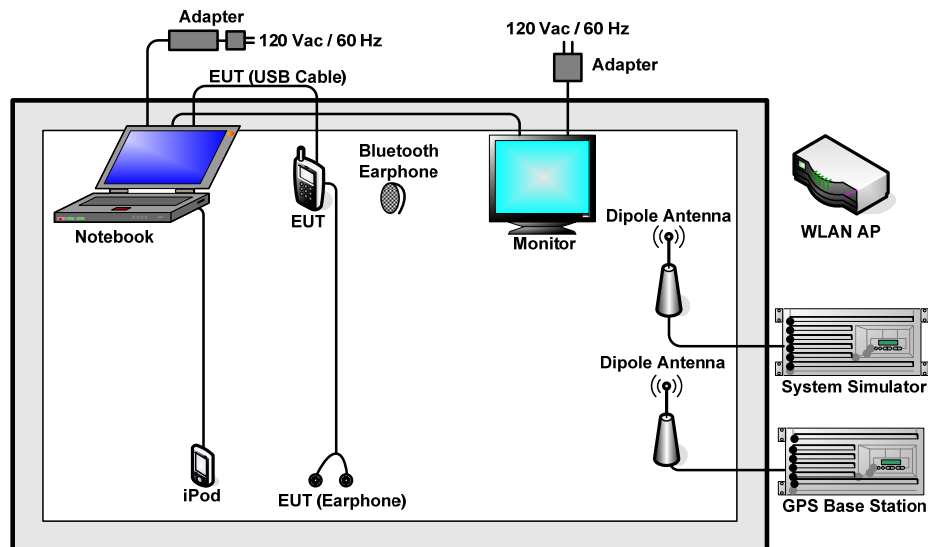 Adapter
120 Vac / 60 Hz
120 Vac / 60 Hz
Adapter
EUT (USB Cable)
Bluetooth
Earphone
EUT
Notebook
Monitor
Dipole Antenna
WLAN AP
Dipole Antenna
System Simulator
iPod
EUT (Earphone)
GPS Base Station